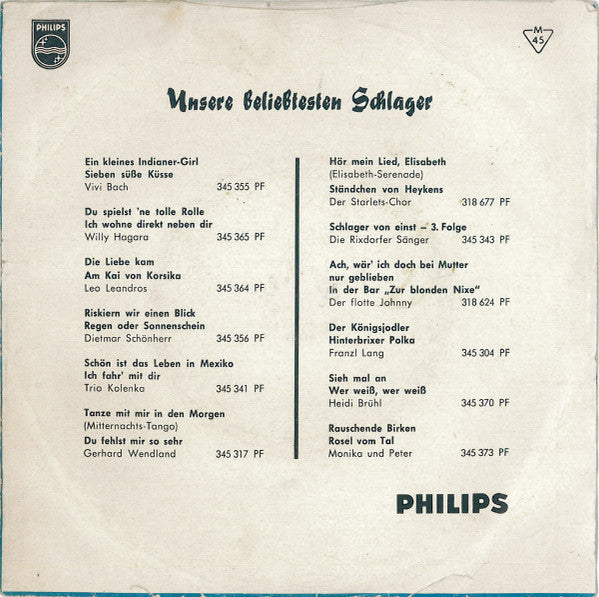 PHILIPS
M
45
Unsere beliebtesten Schlager
Ein kleines Indianer-Girl
Sieben süße Küsse
Vivi Bach 345 355 PF
Du spielst 'ne tolle Rolle
Ich wohne direkt neben dir
Willy Hagara 345 365 PF
Die Liebe kam
Am Kai von Korsika
Leo Leandros 345 364 PF
Riskiern wir einen Blick
Regen oder Sonnenschein
Dietmar Schönherr 345 356 PF
Schön ist das Leben in Mexiko
Ich fahr' mit dir
Trio Kolenka 345 341 PF
Tanze mit mir in den Morgen
(Mitternachts-Tango)
Du fehlst mir so sehr
Gerhard Wendland 345 317 PF
Hör mein Lied, Elisabeth
(Elisabeth-Serenade)
Ständchen von Heykens
Der Starlets-Chor 318 677 PF
Schlager von einst – 3. Folge
Die Rixdorfer Sänger 345 343 PF
Ach, wär' ich doch bei Mutter
nur geblieben
In der Bar „Zur blonden Nixe"
Der flotte Johnny 318 624 PF
Der Königsjodler
Hinterbrixer Polka
Franzl Lang 345 304 PF
Sieh mal an
Wer weiß, wer weiß
Heidi Brühl 345 370 PF
Rauschende Birken
Rosel vom Tal
Monika und Peter 345 373 PF
PHILIPS